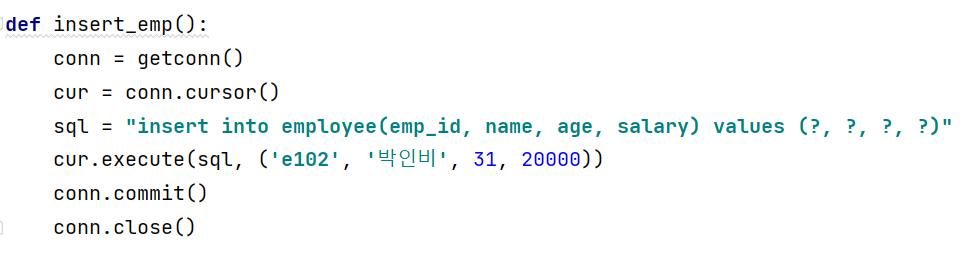 def insert_emp():
    conn = getconn()
    cur = conn.cursor()
    sql = "insert into employee(emp_id, name, age, salary) values (?, ?, ?, ?)"
    cur.execute(sql, ('e102', '박인비', 31, 20000))
    conn.commit()
    conn.close()